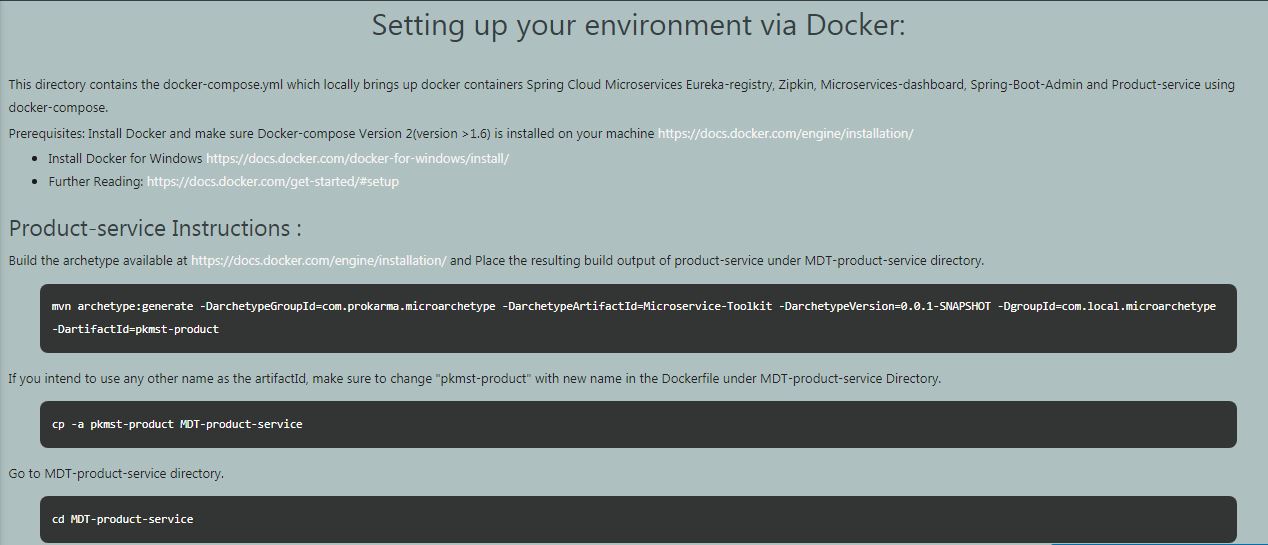 Setting up your environment via Docker:
This directory contains the docker-compose.yml which locally brings up docker containers Spring Cloud Microservices Eureka-registry, Zipkin, Microservices-dashboard, Spring-Boot-Admin and Product-service using
docker-compose.
Prerequisites: Install Docker and make sure Docker-compose Version 2(version >1.6) is installed on your machine https://docs.docker.com/engine/installation/
• Install Docker for Windows https://docs.docker.com/docker-for-windows/install/
• Further Reading: https://docs.docker.com/get-started/#setup
Product-service Instructions :
Build the archetype available at https://docs.docker.com/engine/installation/ and Place the resulting build output of product-service under MDT-product-service directory.
mvn archetype:generate -DarchetypeGroupId=com.prokarma.microarchetype -DarchetypeArtifactId=Microservice-Toolkit -DarchetypeVersion=0.0.1-SNAPSHOT -DgroupId=com.local.microarchetype
-DartifactId=pkmst-product
If you intend to use any other name as the artifactId, make sure to change "pkmst-product" with new name in the Dockerfile under MDT-product-service Directory.
cp -a pkmst-product MDT-product-service
Go to MDT-product-service directory.
cd MDT-product-service